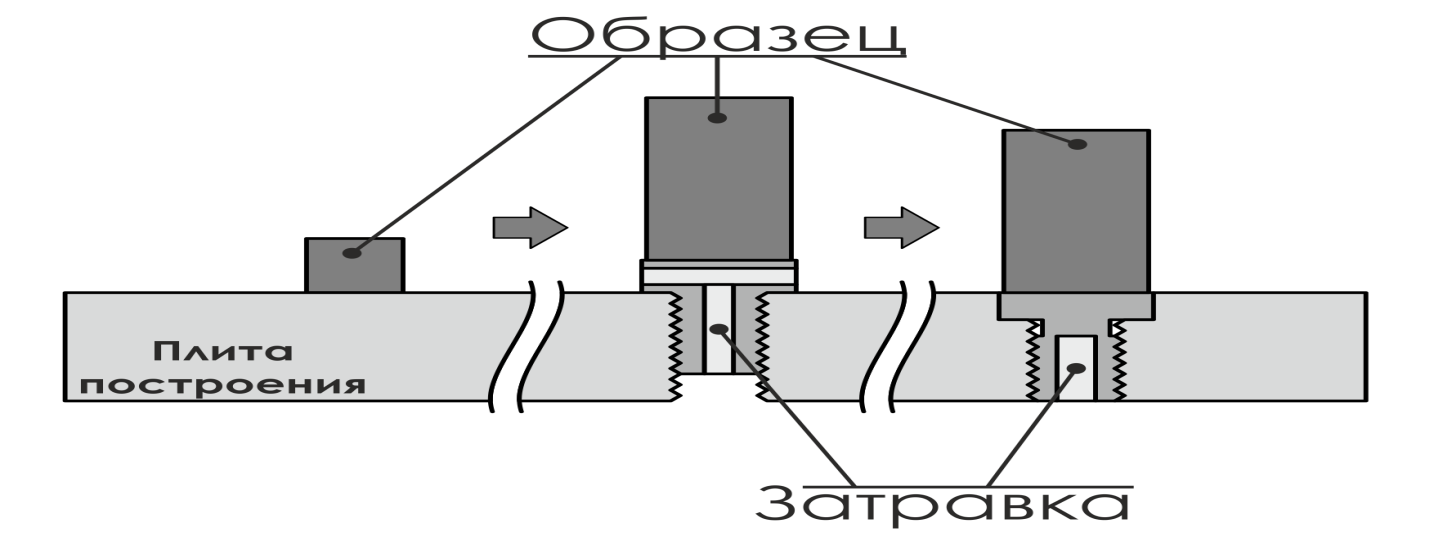 Образец
Плита
построения
Затравка